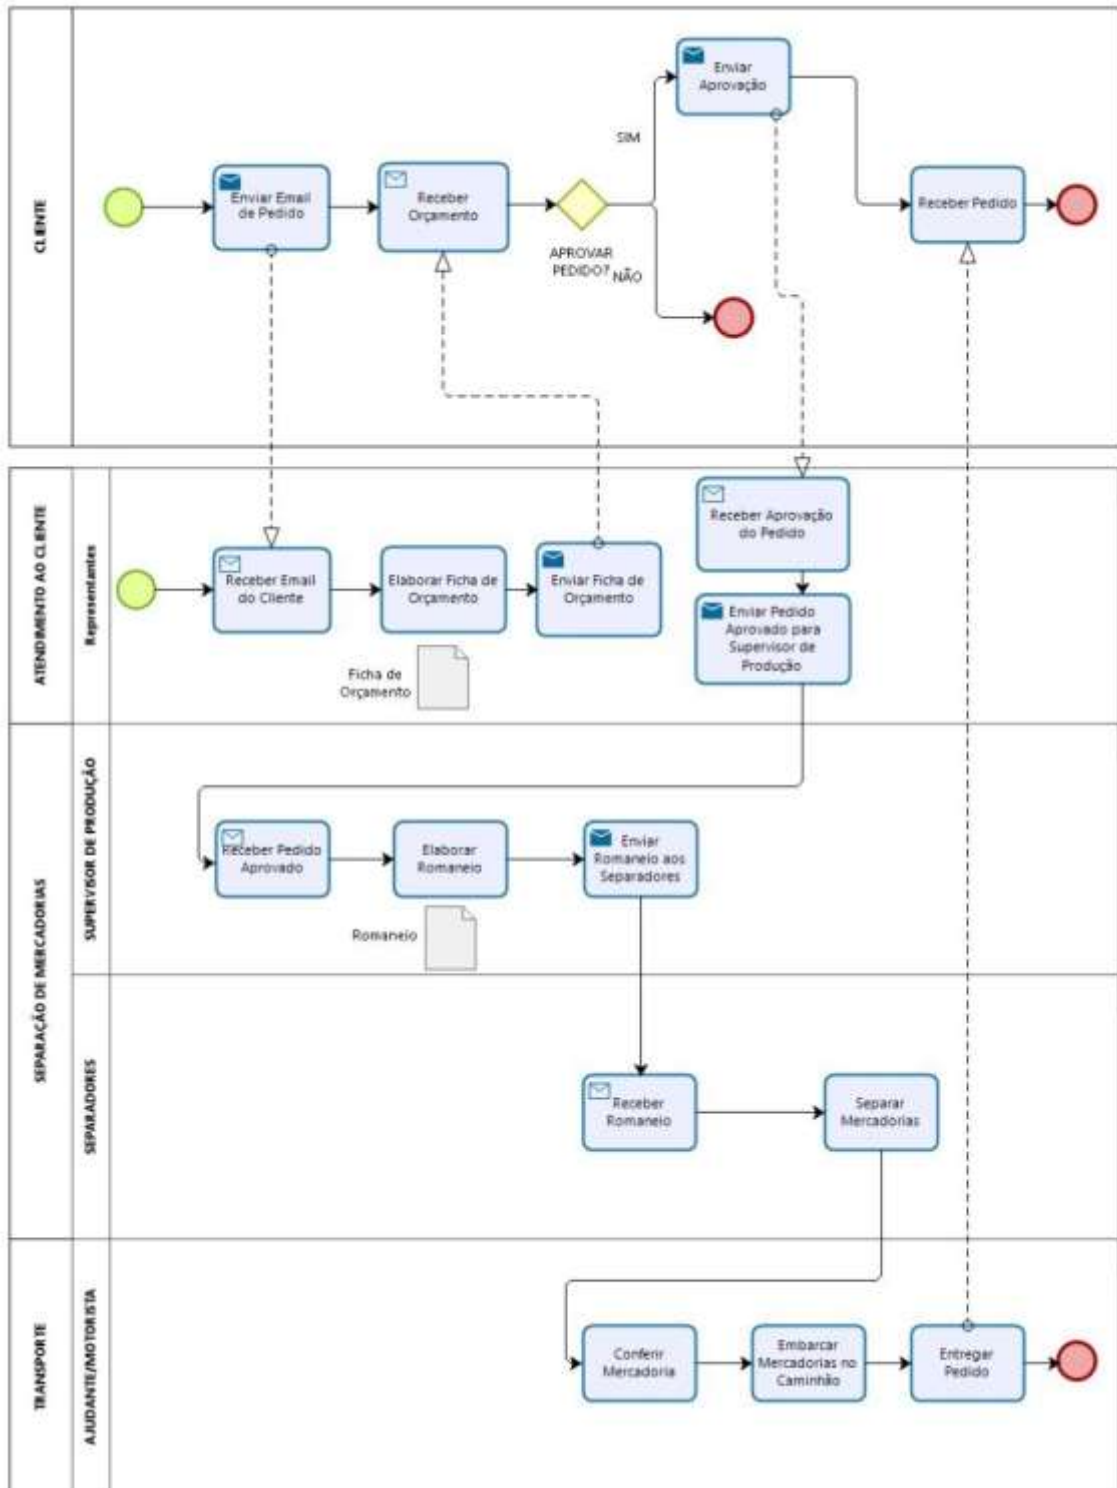 CLIENTE
Enviar Email
de Pedido
Receber
Orçamento
APROVAR
PEDIDO?
SIM
NÃO
Enviar
Aprovação
Receber Pedido
ATENDIMENTO AO CLIENTE
Representantes
Receber Email
do Cliente
Elaborar Ficha de
Orçamento
Ficha de
Orçamento
Enviar Ficha de
Orçamento
Receber Aprovação
do Pedido
Enviar Pedido
Aprovado para
Supervisor de
Produção
SEPARAÇÃO DE MERCADORIAS
SUPERVISOR DE PRODUÇÃO
Receber Pedido
Aprovado
Elaborar
Romaneio
Romaneio
Enviar
Romaneio aos
Separadores
SEPARADORES
Receber
Romaneio
Separar
Mercadorias
TRANSPORTE
AJUDANTE/MOTORISTA
Conferir
Mercadoria
Embarcar
Mercadorias no
Caminhão
Entregar
Pedido